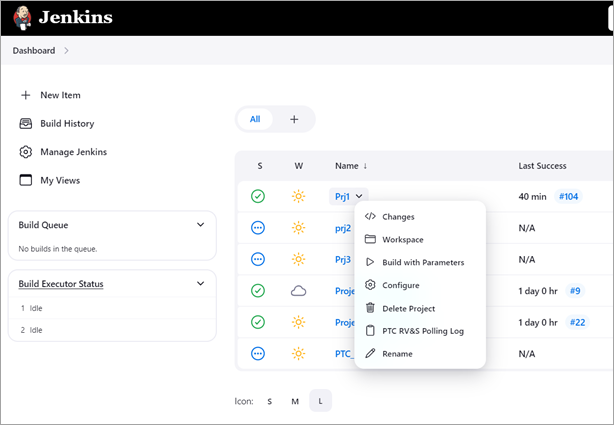 Jenkins
Dashboard
New Item
Build History
Manage Jenkins
My Views
Build Queue
No builds in the queue.
Build Executor Status
1 Idle
2 Idle
All +
S W Name ↓ Last Success
Prj1 40 min #104
prj2 N/A
Prj3 N/A
Proje 1 day 0 hr #9
Proje 1 day 0 hr #22
PTC_ N/A
Changes
Workspace
Build with Parameters
Configure
Delete Project
PTC RV&S Polling Log
Rename
Icon: S M L